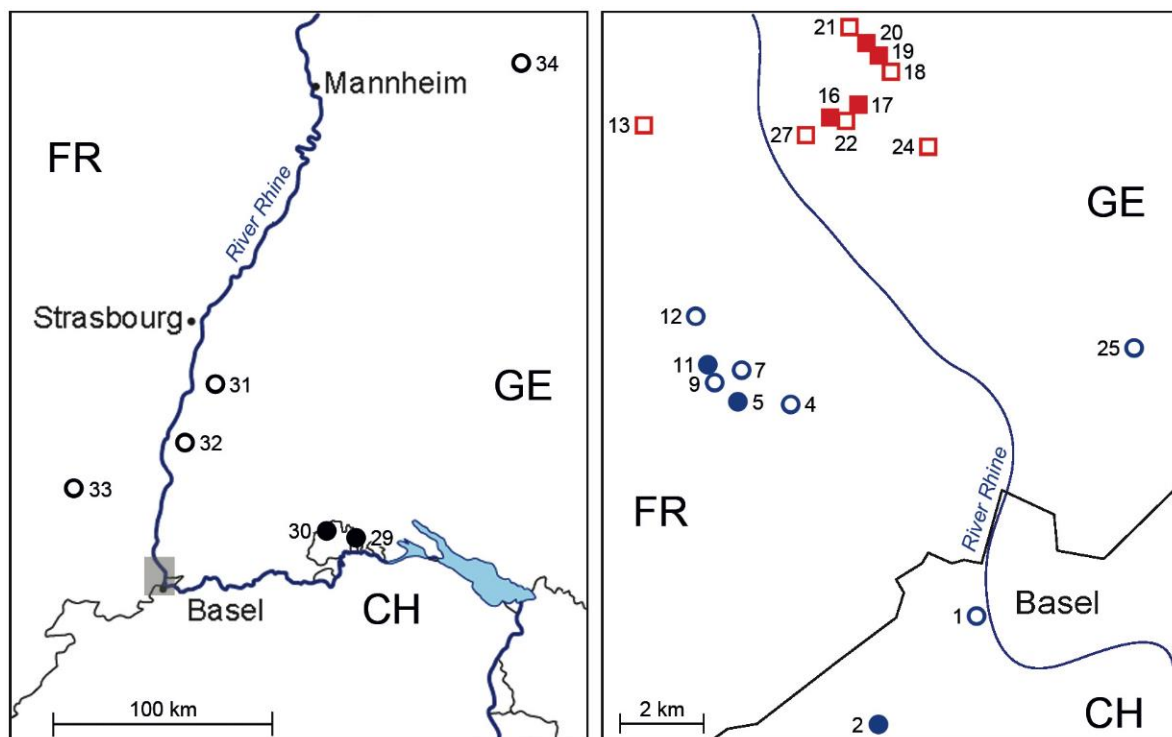 34
Mannheim
FR
River Rhine
Strasbourg
31
GE
32
33
30
29
Basel
CH
100 km
21
20
19
18
16
17
13
27
22
24
GE
12
25
11
7
9
5
4
FR
River Rhine
Basel
1
2 km
2
CH